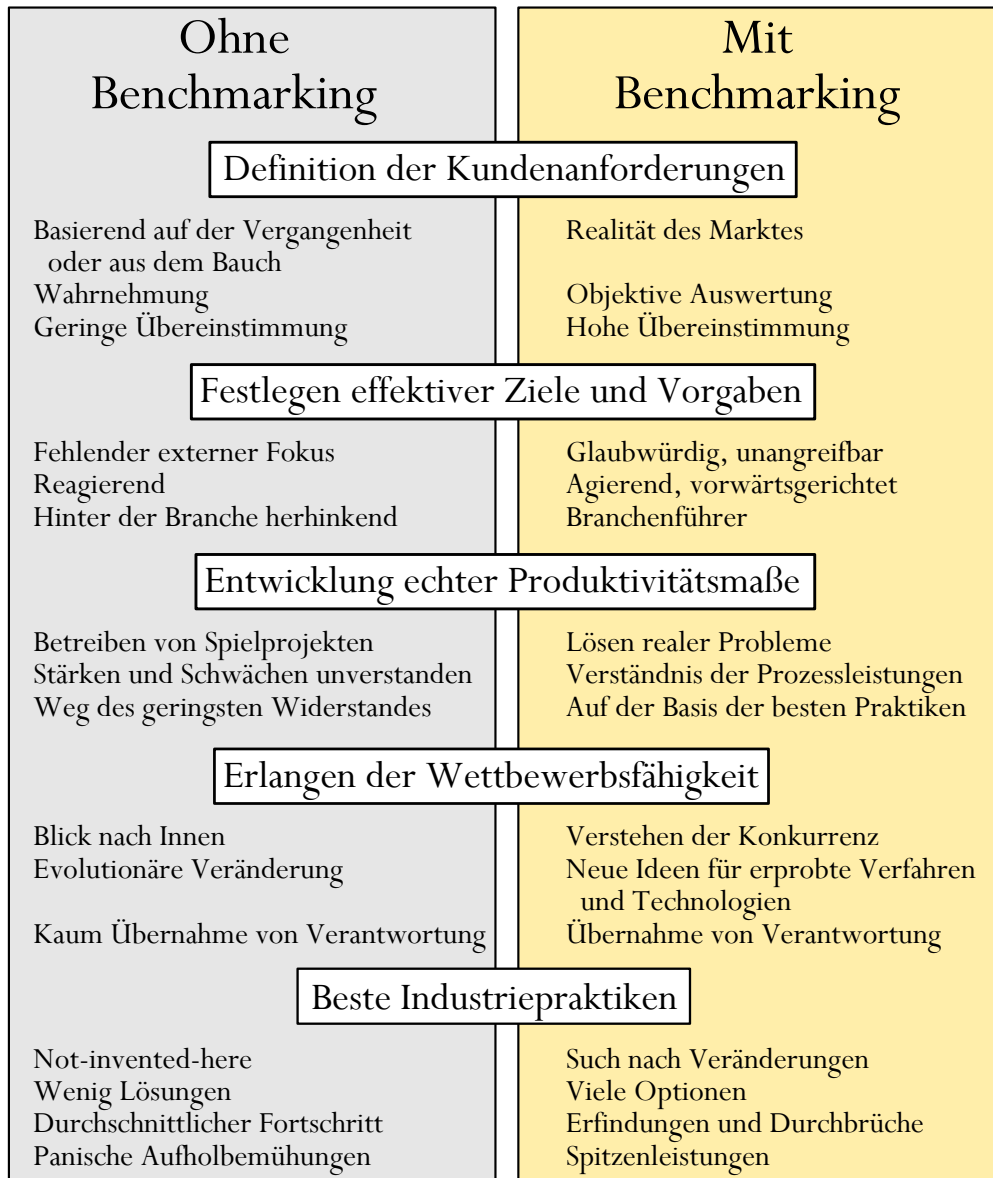 Ohne
Benchmarking
Mit
Benchmarking
Definition der Kundenanforderungen
Basierend auf der Vergangenheit
oder aus dem Bauch
Wahrnehmung
Geringe Übereinstimmung
Realität des Marktes
Objektive Auswertung
Hohe Übereinstimmung
Festlegen effektiver Ziele und Vorgaben
Fehlender externer Fokus
Reagierend
Hinter der Branche herhinkend
Glaubwürdig, unangreifbar
Agierend, vorwärtsgerichtet
Branchenführer
Entwicklung echter Produktivitätsmaße
Betreiben von Spielprojekten
Stärken und Schwächen unverstanden
Weg des geringsten Widerstandes
Lösen realer Probleme
Verständnis der Prozessleistungen
Auf der Basis der besten Praktiken
Erlangen der Wettbewerbsfähigkeit
Blick nach Innen
Evolutionäre Veränderung
Kaum Übernahme von Verantwortung
Verstehen der Konkurrenz
Neue Ideen für erprobte Verfahren
und Technologien
Übernahme von Verantwortung
Beste Industriepraktiken
Not-invented-here
Wenig Lösungen
Durchschnittlicher Fortschritt
Panische Aufholbemühungen
Such nach Veränderungen
Viele Optionen
Erfindungen und Durchbrüche
Spitzenleistungen